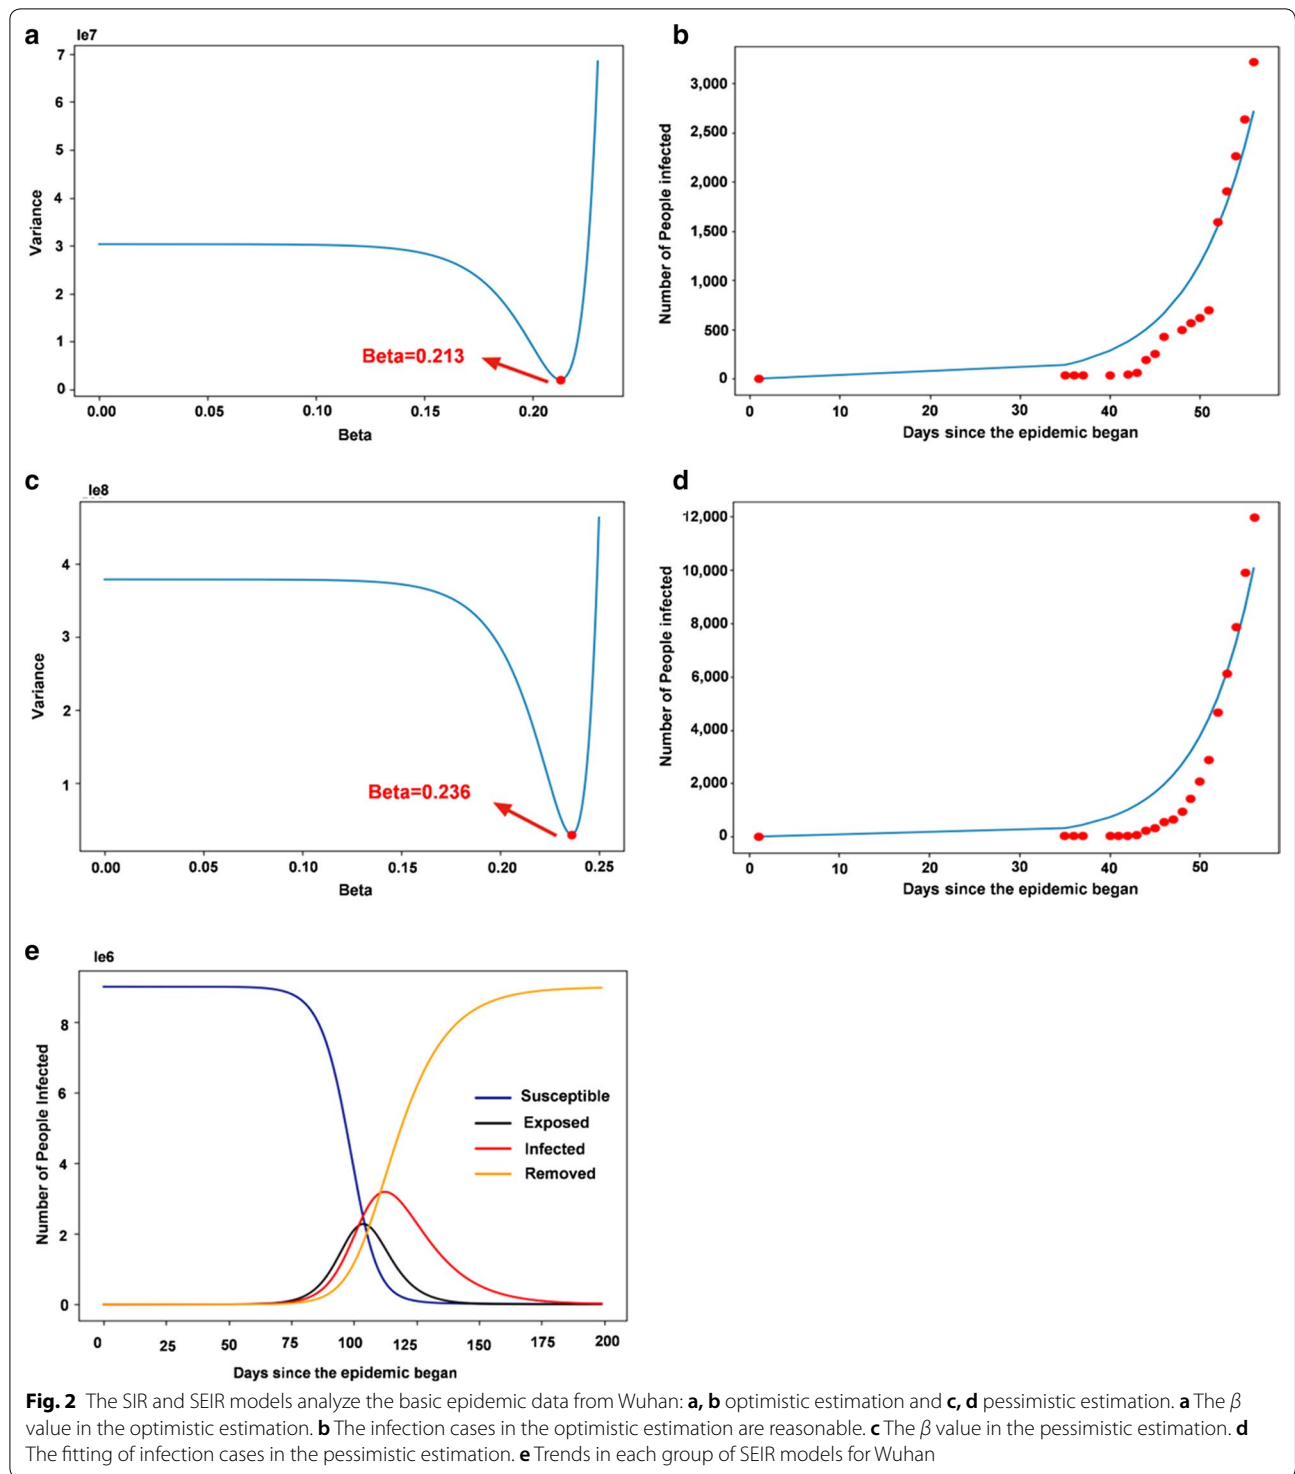 a
le7
7
6
5
4
3
2
1
0
Variance
Beta=0.213
0.00 0.05 0.10 0.15 0.20
Beta
b
3,000
2,500
2,000
1,500
1,000
500
0
Number of People infected
0 10 20 30 40 50
Days since the epidemic began
c
le8
4
3
2
1
Variance
Beta=0.236
0.00 0.05 0.10 0.15 0.20 0.25
Beta
d
12,000
10,000
8,000
6,000
4,000
2,000
0
Number of People infected
0 10 20 30 40 50
Days since the epidemic began
e
le6
8
6
4
2
0
Number of People Infected
Susceptible
Exposed
Infected
Removed
0 25 50 75 100 125 150 175 200
Days since the epidemic began
Fig. 2 The SIR and SEIR models analyze the basic epidemic data from Wuhan: a, b optimistic estimation and c, d pessimistic estimation. a The β
value in the optimistic estimation. b The infection cases in the optimistic estimation are reasonable. c The β value in the pessimistic estimation. d
The fitting of infection cases in the pessimistic estimation. e Trends in each group of SEIR models for Wuhan